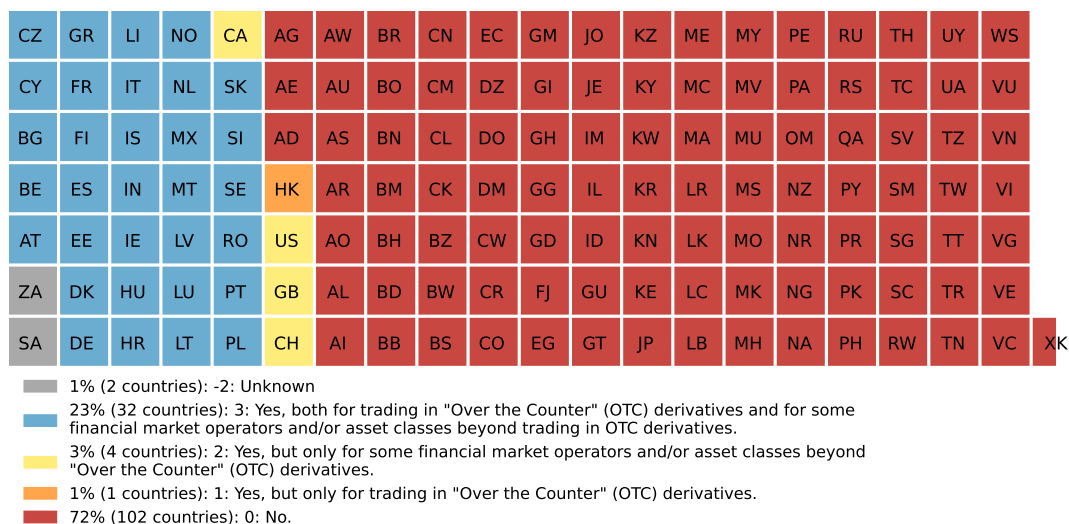 CZ GR LI NO CA AG AW BR CN EC GM JO KZ ME MY PE RU TH UY WS
CY FR IT NL SK AE AU BO CM DZ GI JE KY MC MV PA RS TC UA VU
BG FI IS MX SI AD AS BN CL DO GH IM KW MA MU OM QA SV TZ VN
BE ES IN MT SE HK AR BM CK DM GG IL KR LR MS NZ PY SM TW VI
AT EE IE LV RO US AO BH BZ CW GD ID KN LK MO NR PR SG TT VG
ZA DK HU LU PT GB AL BD BW CR FJ GU KE LC MK NG PK SC TR VE
SA DE HR LT PL CH AI BB BS CO EG GT JP LB MH NA PH RW TN VC XK
1% (2 countries): -2: Unknown
23% (32 countries): 3: Yes, both for trading in "Over the Counter" (OTC) derivatives and for some
financial market operators and/or asset classes beyond trading in OTC derivatives.
3% (4 countries): 2: Yes, but only for some financial market operators and/or asset classes beyond
"Over the Counter" (OTC) derivatives.
1% (1 countries): 1: Yes, but only for trading in "Over the Counter" (OTC) derivatives.
72% (102 countries): 0: No.